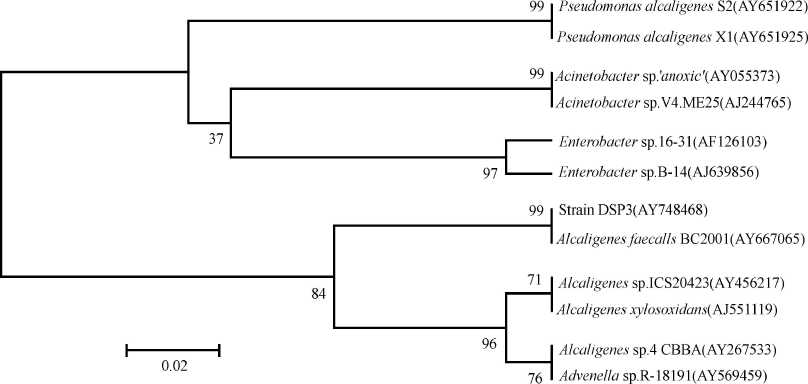 99
Pseudomonas alcaligenes S2(AY651922)
Pseudomonas alcaligenes X1(AY651925)
99
Acinetobacter sp.'anoxic'(AY055373)
Acinetobacter sp.V4.ME25(AJ244765)
37
Enterobacter sp.16-31(AF126103)
97
Enterobacter sp.B-14(AJ639856)
99
Strain DSP3(AY748468)
Alcaligenes faecalls BC2001(AY667065)
84
71
Alcaligenes sp.ICS20423(AY456217)
Alcaligenes xylosoxidans(AJ551119)
96
Alcaligenes sp.4 CBBA(AY267533)
76
Advenella sp.R-18191(AY569459)
0.02